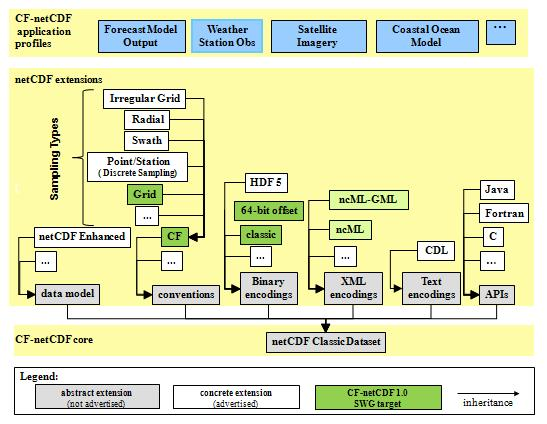 CF-netCDF
application
profiles
Forecast Model
Output
Weather
Station Obs
Satellite
Imagery
Coastal Ocean
Model
...
netCDF extensions
Sampling Types
Irregular Grid
Radial
Swath
Point/Station
( Discrete Sampling)
Grid
...
netCDF Enhanced
...
data model
CF
...
conventions
HDF 5
64-bit offset
classic
...
Binary
encodings
ncML-GML
ncML
...
XML
encodings
CDL
...
Text
encodings
Java
Fortran
C
...
APIs
CF-netCDF core
netCDF Classic Dataset
Legend:
abstract extension
(not advertised)
concrete extension
(advertised)
CF-netCDF 1.0
SWG target
inheritance